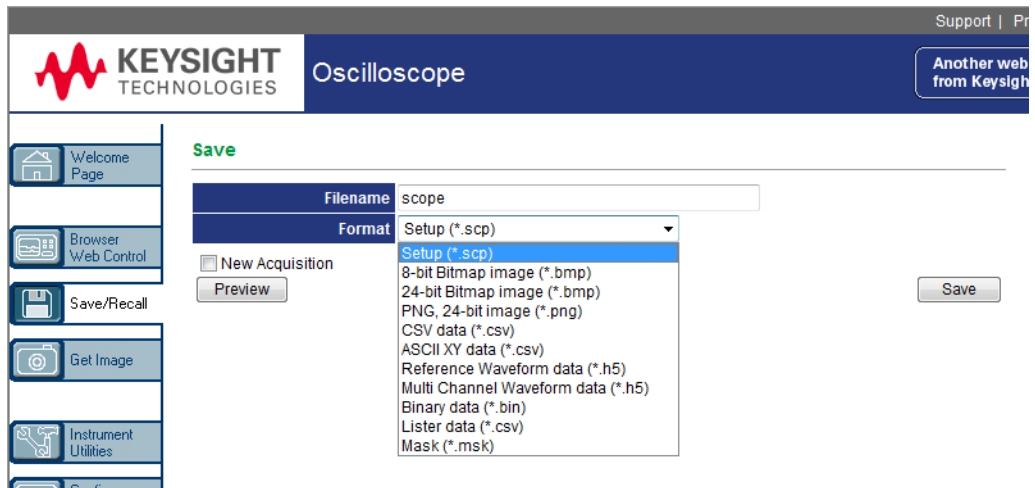 Support | Pr
KEYSIGHT
TECHNOLOGIES
Oscilloscope
Another web
from Keysigh
Welcome
Page
Browser
Web Control
Save/Recall
Get Image
Instrument
Utilities
Save
Filename scope
Format Setup (*.scp)
Setup (*.scp)
8-bit Bitmap image (*.bmp)
24-bit Bitmap image (*.bmp)
PNG, 24-bit image (*.png)
CSV data (*.csv)
ASCII XY data (*.csv)
Reference Waveform data (*.h5)
Multi Channel Waveform data (*.h5)
Binary data (*.bin)
Lister data (*.csv)
Mask (*.msk)
New Acquisition
Preview
Save